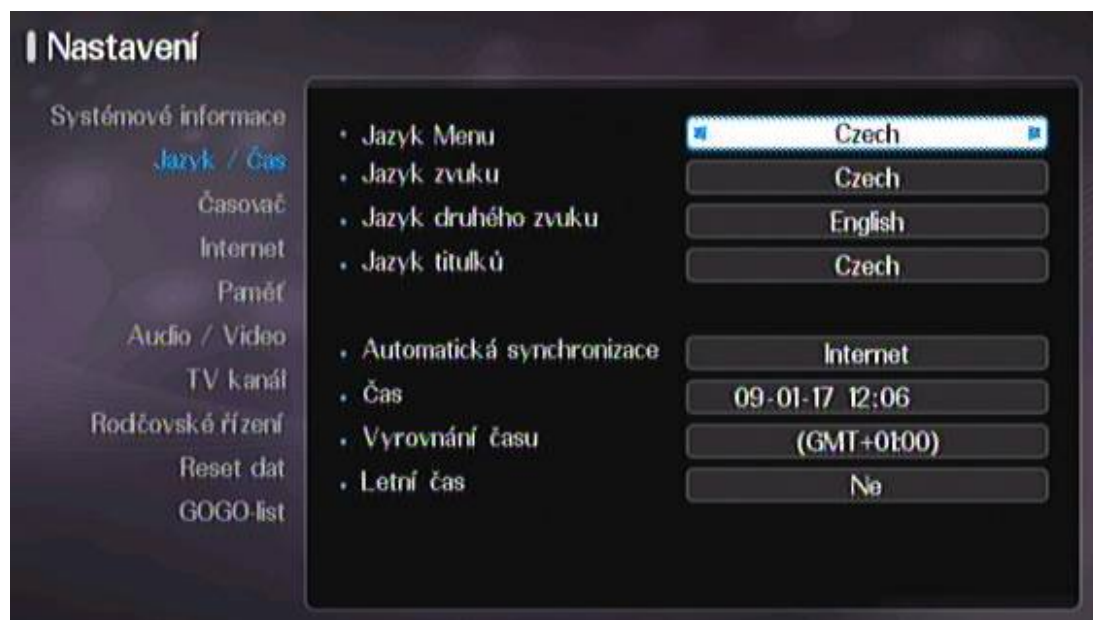 Nastavení
Systémové informace
Jazyk / Čas
Časovač
Internet
Paměť
Audio / Video
TV kanál
Rodičovské řízení
Reset dat
GOGO-list
Jazyk Menu Czech
Jazyk zvuku Czech
Jazyk druhého zvuku English
Jazyk titulků Czech
Automatická synchronizace Internet
Čas 09-01-17 12:06
Vyrovnání času (GMT+01:00)
Letní čas Ne